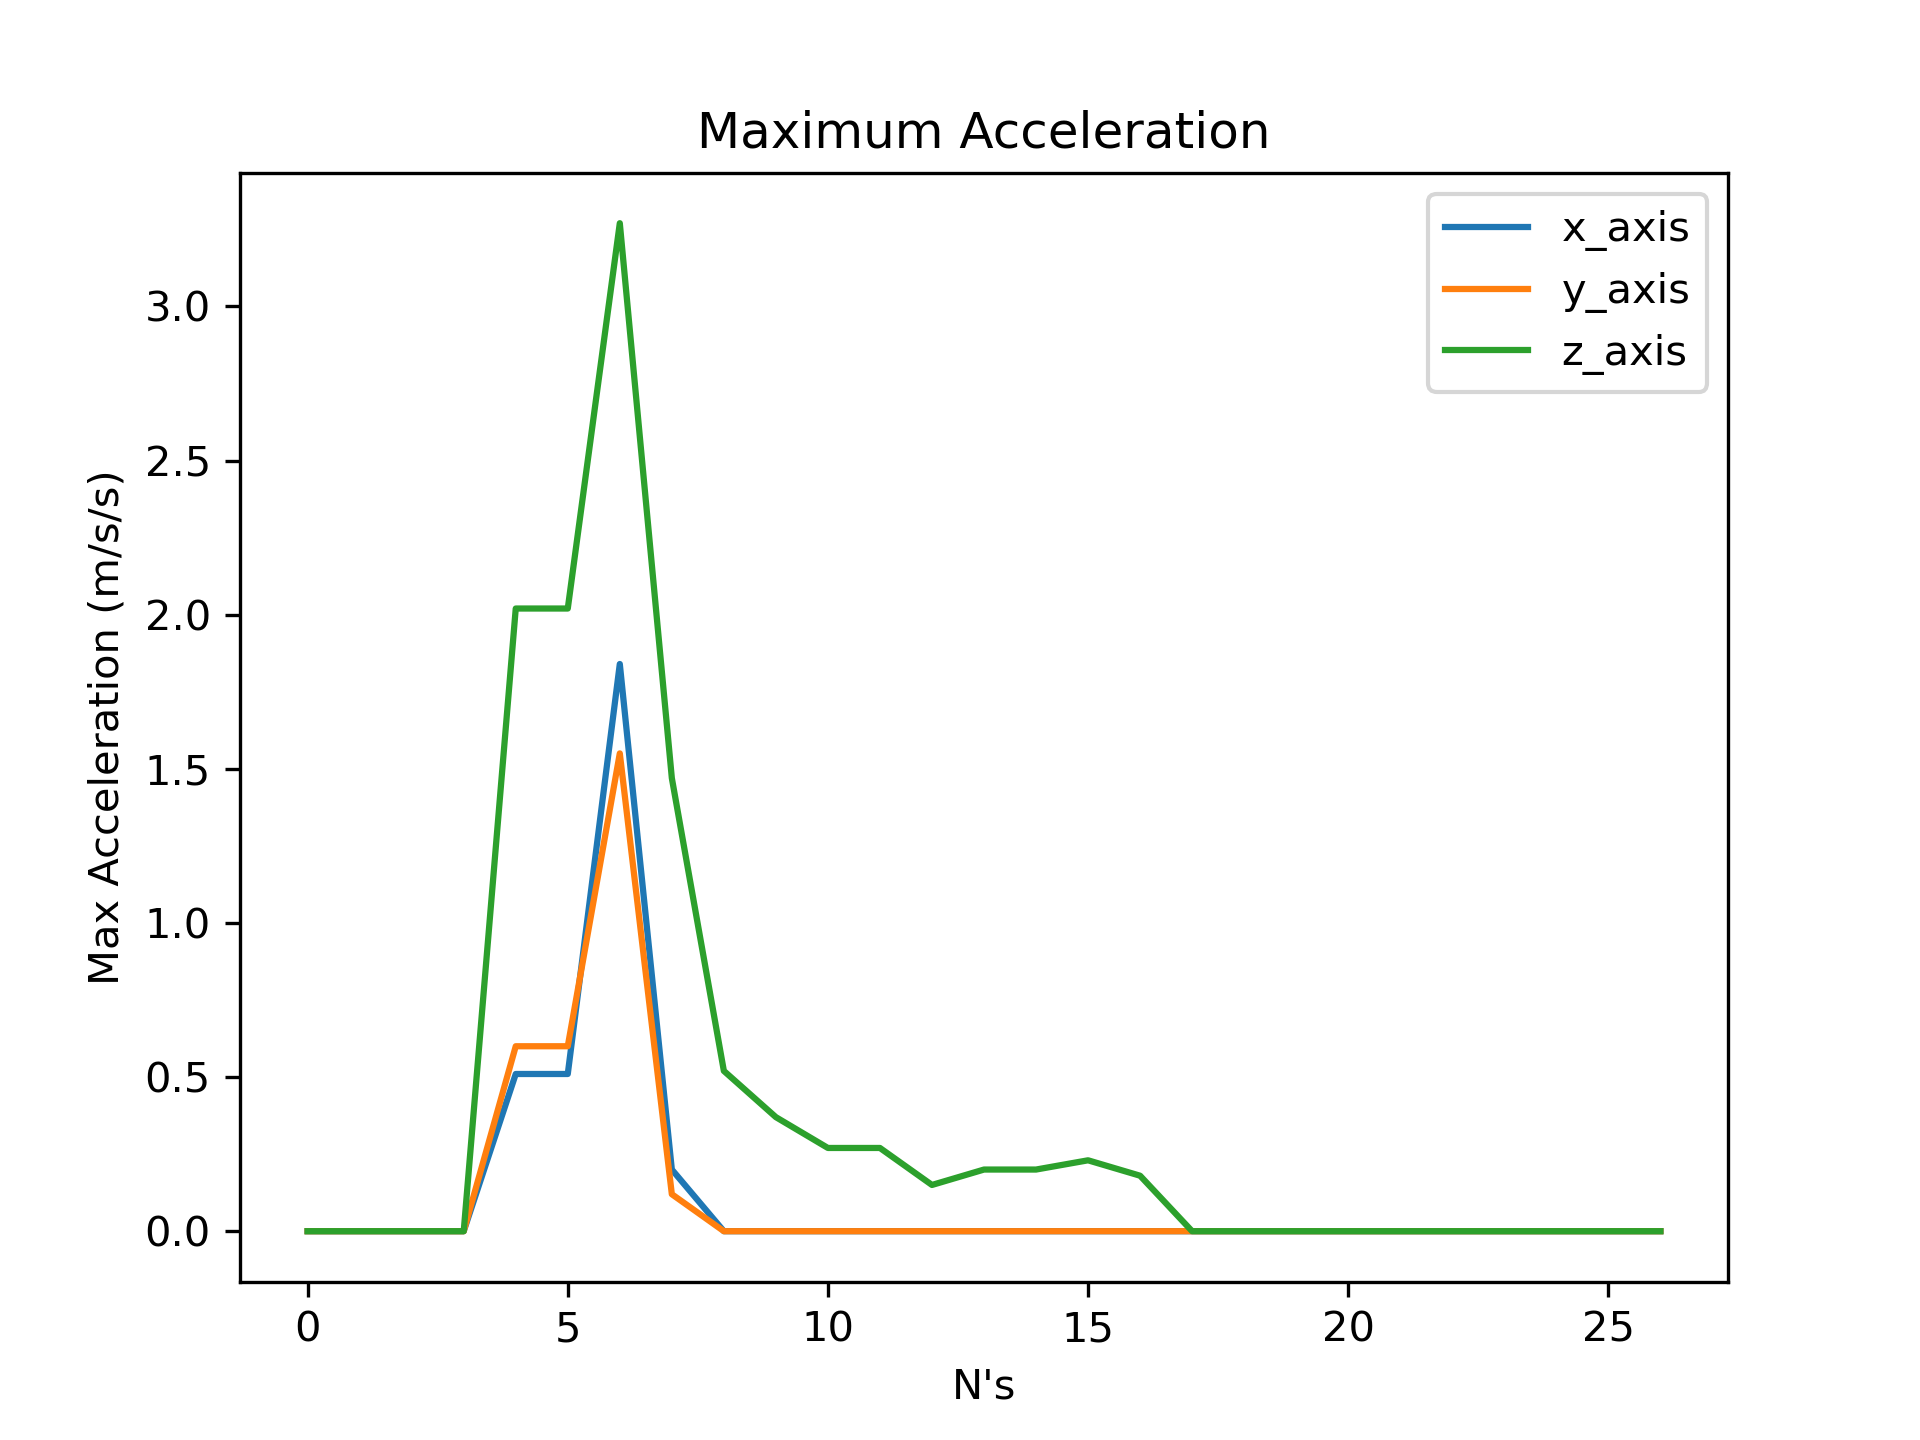 Maximum Acceleration
x_axis
y_axis
z_axis
Max Acceleration (m/s/s)
3.0
2.5
2.0
1.5
1.0
0.5
0.0
0 5 10 15 20 25
N's